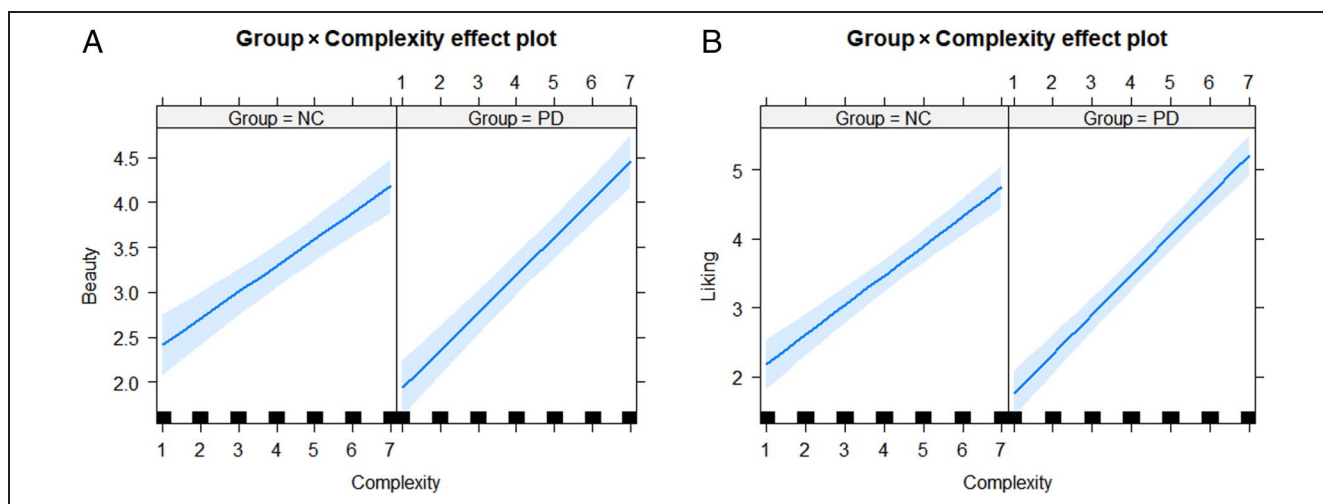 A
Group × Complexity effect plot
1 2 3 4 5 6 7
Group = NC
Group = PD
4.5
4.0
3.5
3.0
2.5
2.0
Beauty
1 2 3 4 5 6 7
Complexity
B
Group × Complexity effect plot
1 2 3 4 5 6 7
Group = NC
Group = PD
5
4
3
2
Liking
1 2 3 4 5 6 7
Complexity